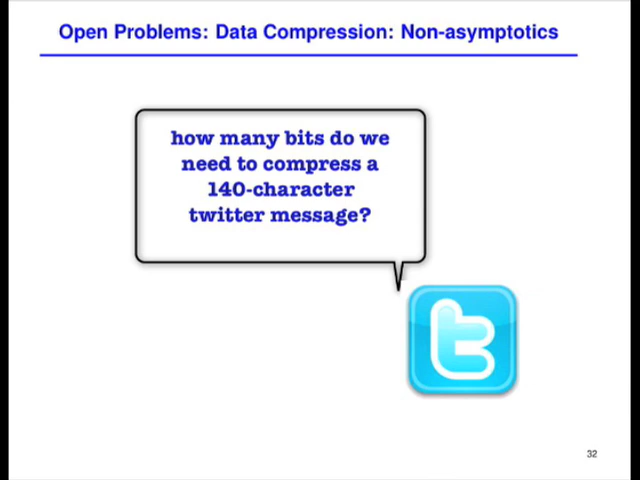 Open Problems: Data Compression: Non-asymptotics
how many bits do we
need to compress a
140-character
twitter message?
t
32